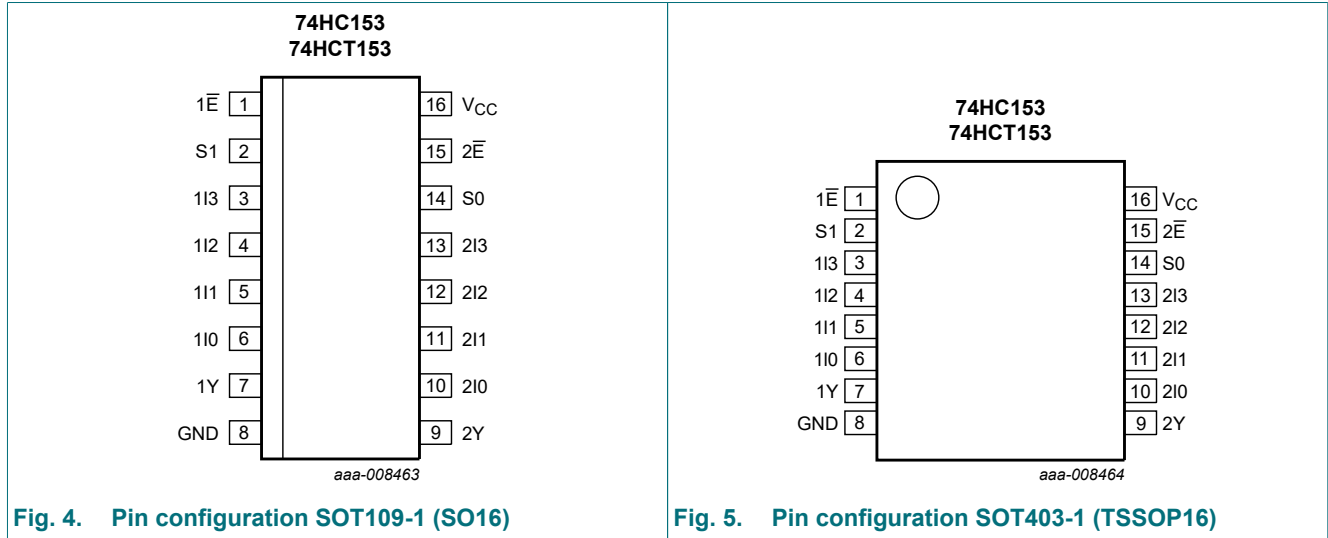 74HC153
74HCT153
1E̅ 1
16 VCC
S1 2
15 2E̅
1I3 3
14 S0
1I2 4
13 2I3
1I1 5
12 2I2
1I0 6
11 2I1
1Y 7
10 2I0
GND 8
9 2Y
aaa-008463
Fig. 4. Pin configuration SOT109-1 (SO16)
74HC153
74HCT153
1E̅ 1
16 VCC
S1 2
15 2E̅
1I3 3
14 S0
1I2 4
13 2I3
1I1 5
12 2I2
1I0 6
11 2I1
1Y 7
10 2I0
GND 8
9 2Y
aaa-008464
Fig. 5. Pin configuration SOT403-1 (TSSOP16)